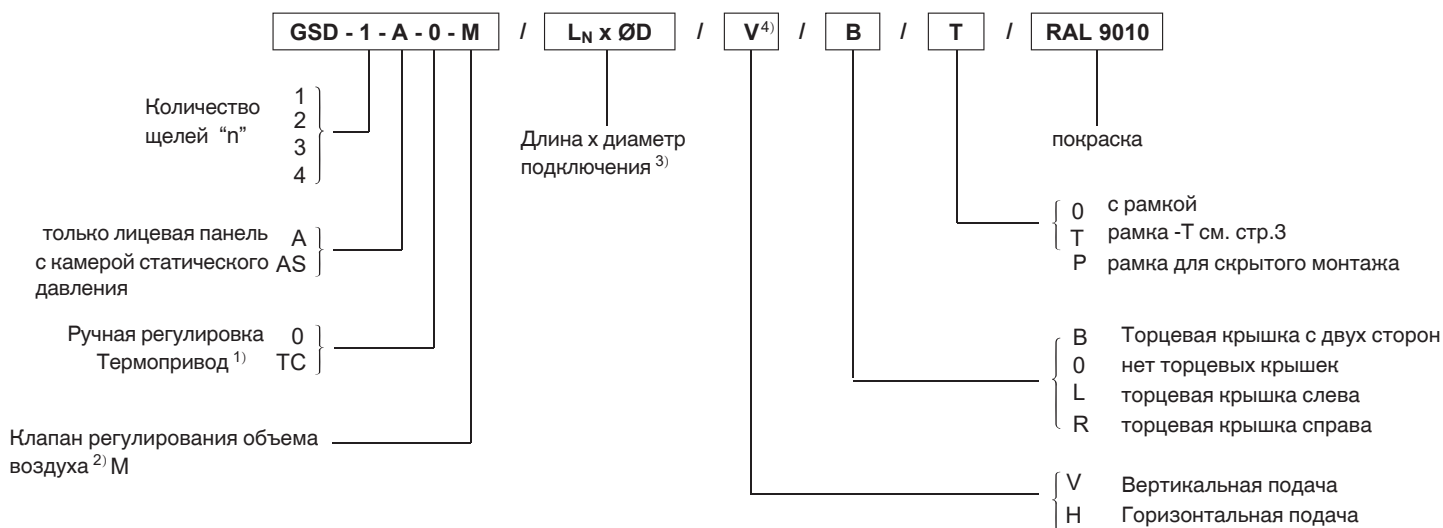 GSD - 1 - A - 0 - M / LN x ØD / V4) / B / T / RAL 9010
Количество щелей “n”
1
2
3
4
только лицевая панель A
с камерой статического давления AS
Ручная регулировка 0
Термопривод 1) TC
Клапан регулирования объема
воздуха 2) M
Длина x диаметр
подключения 3)
покраска
0 с рамкой
T рамка -T см. стр.3
P рамка для скрытого монтажа
B Торцевая крышка с двух сторон
0 нет торцевых крышек
L торцевая крышка слева
R торцевая крышка справа
V Вертикальная подача
H Горизонтальная подача